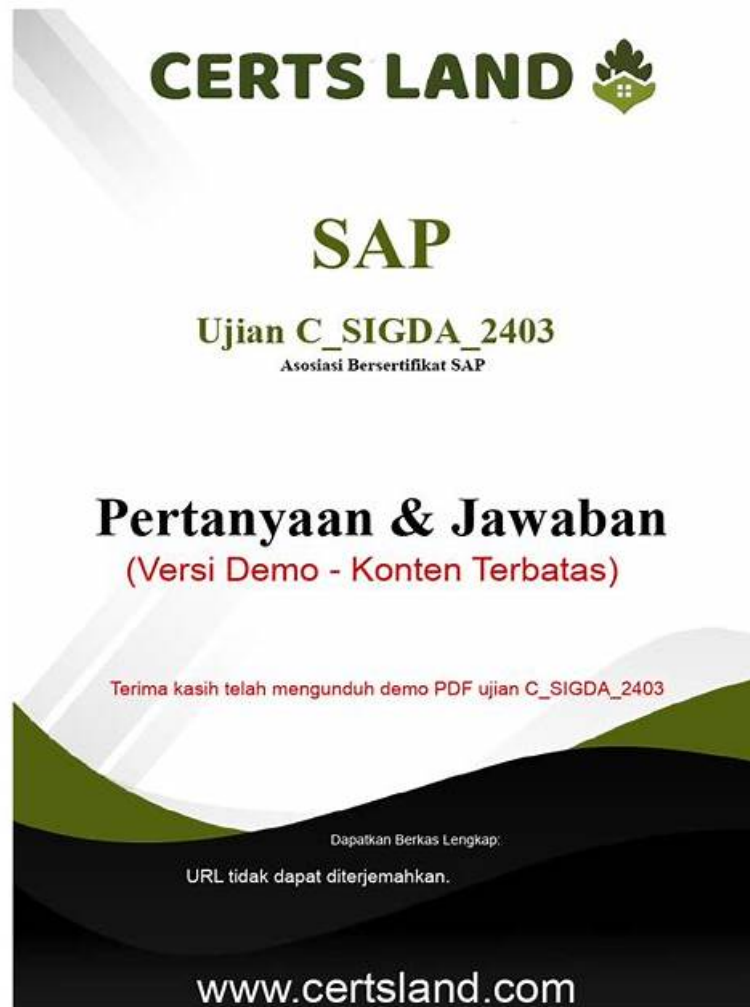 CERTS LAND
SAP
Ujian C_SIGDA_2403
Asosiasi Bersertifikat SAP
Pertanyaan & Jawaban
(Versi Demo - Konten Terbatas)
Terima kasih telah mengunduh demo PDF ujian C_SIGDA_2403
Dapatkan Berkas Lengkap:
URL tidak dapat diterjemahkan.
www.certsland.com